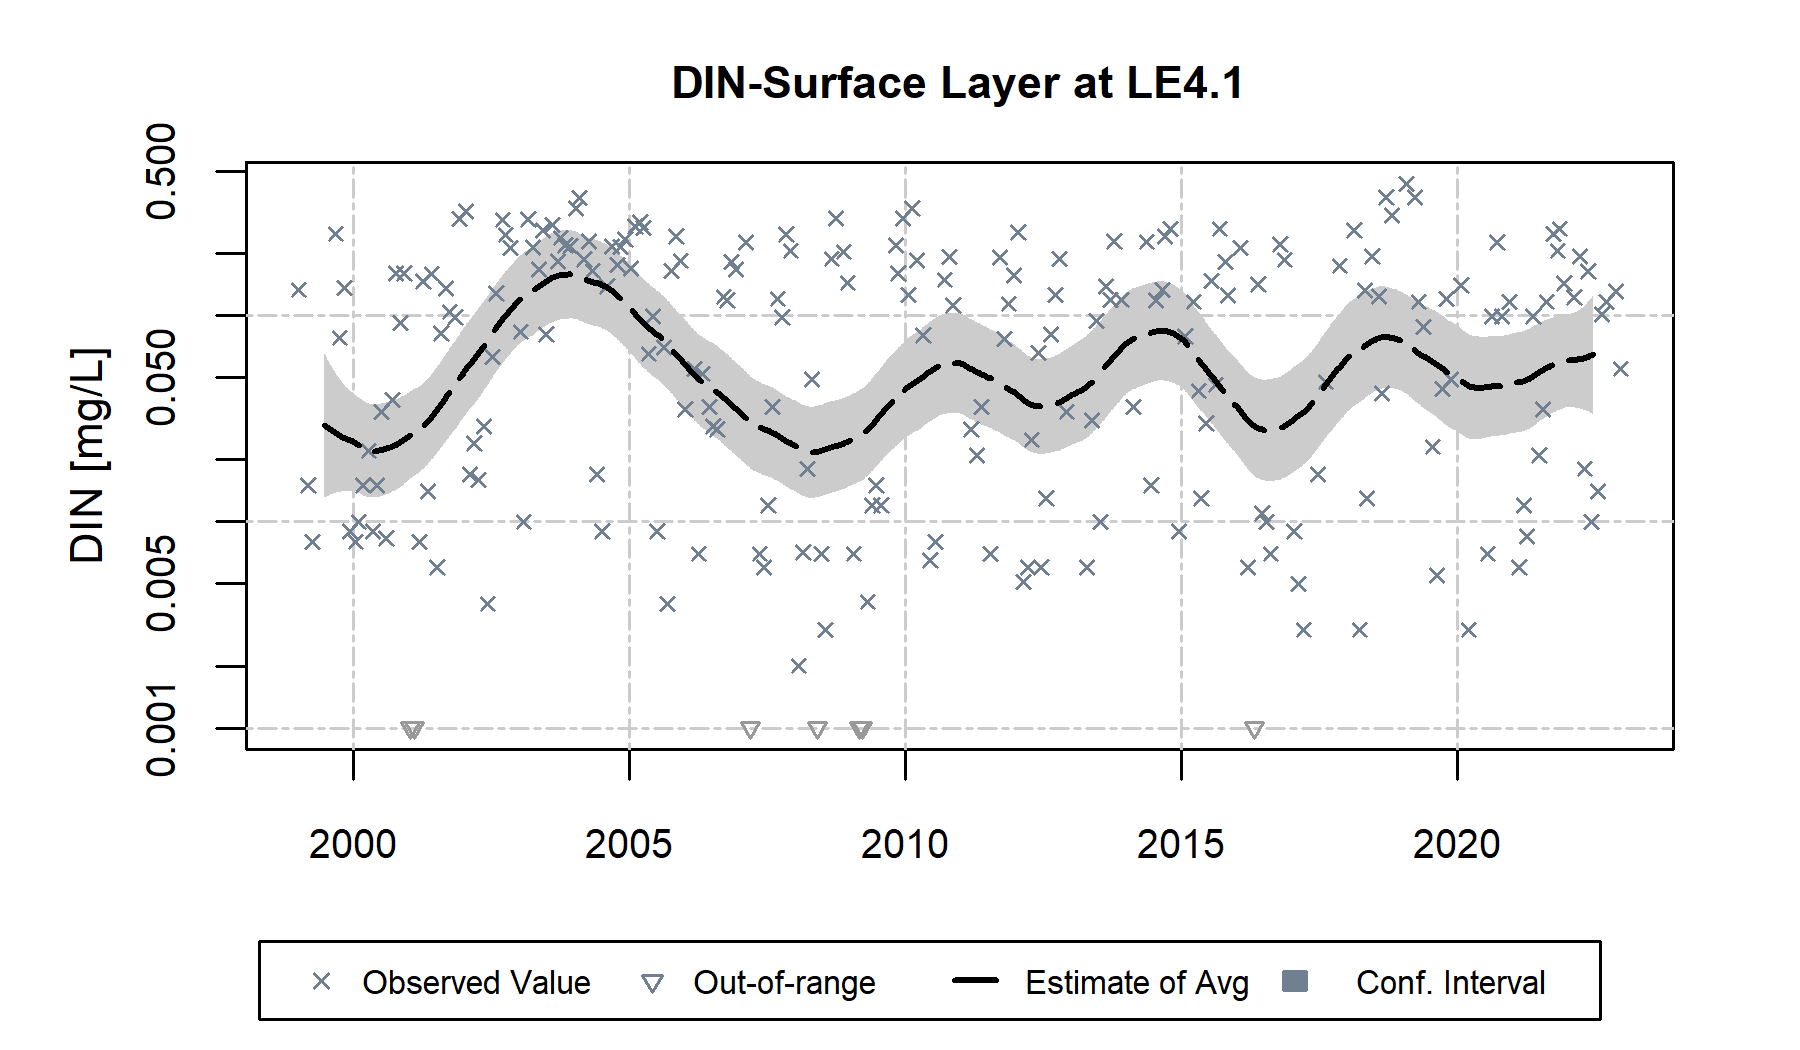 DIN-Surface Layer at LE4.1
DIN [mg/L]
0.500
0.050
0.005
0.001
2000 2005 2010 2015 2020
Observed Value Out-of-range Estimate of Avg Conf. Interval